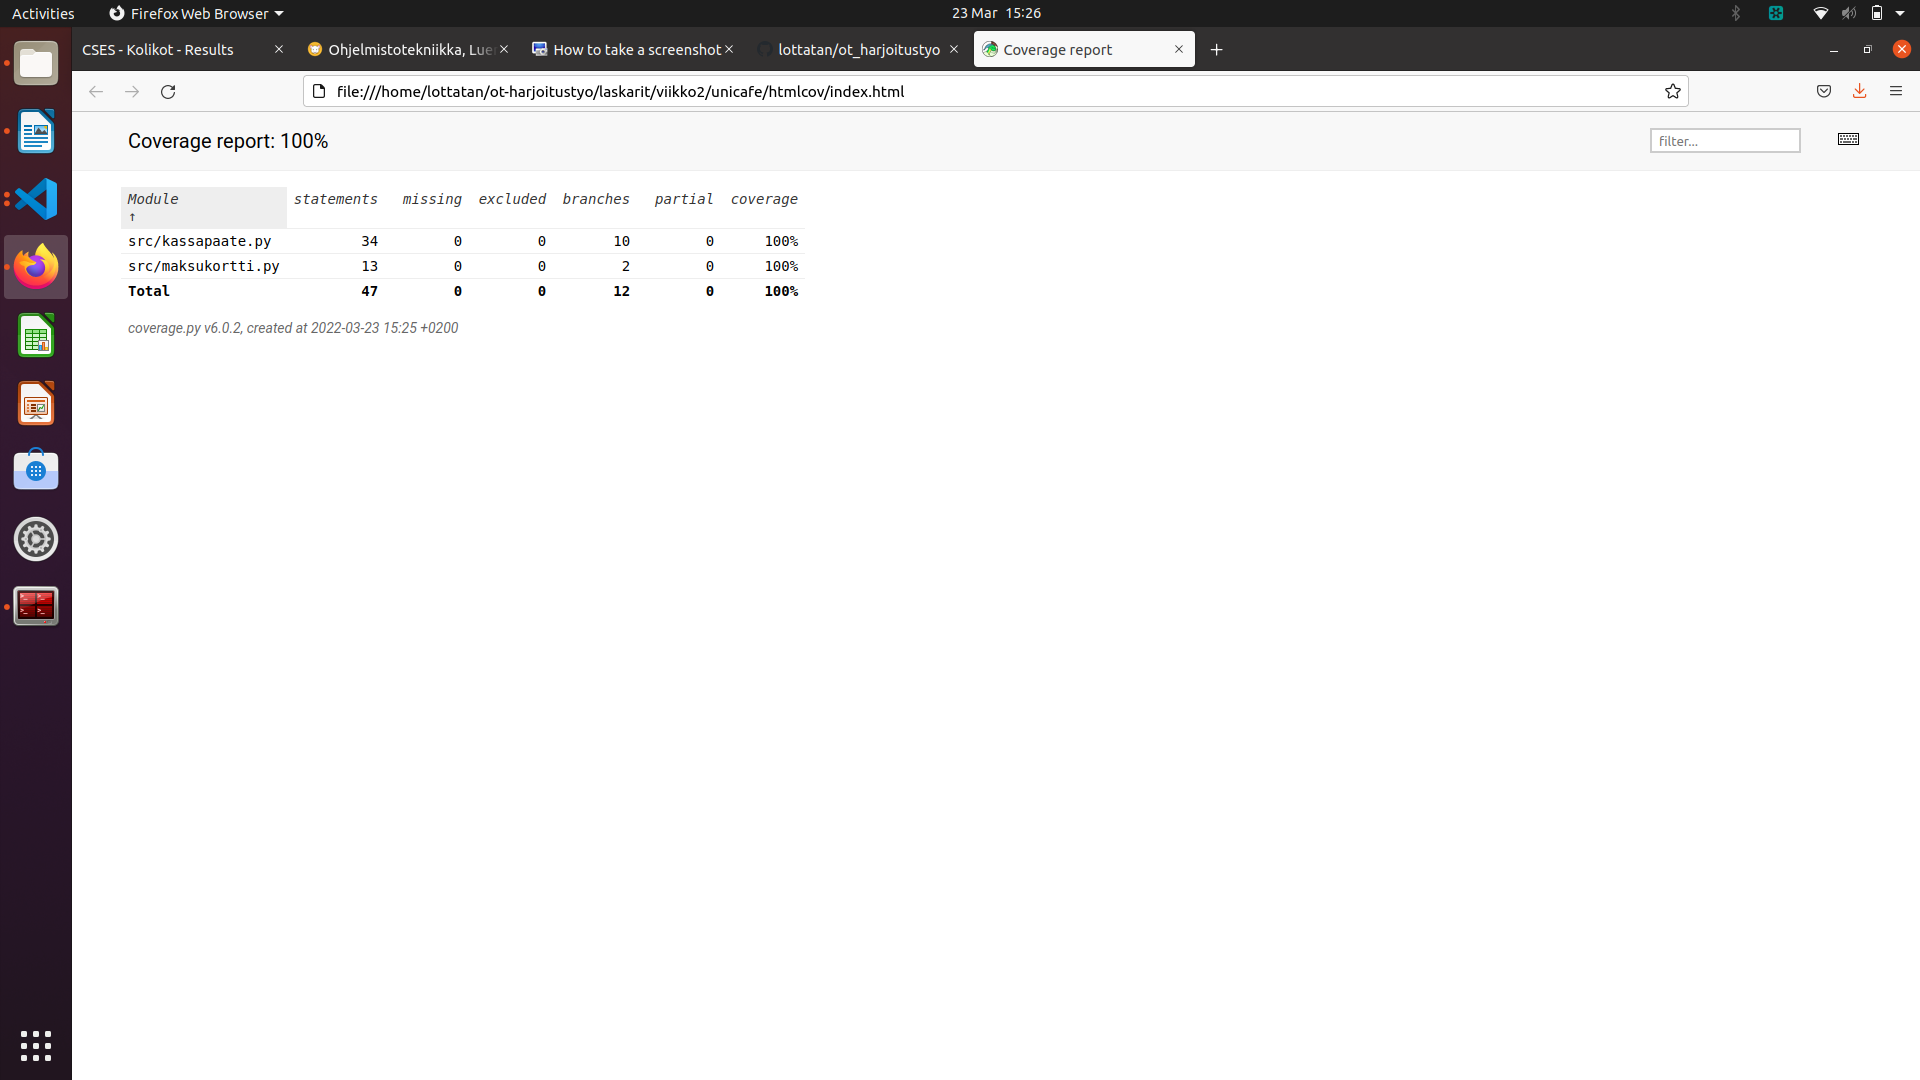 Activities Firefox Web Browser 23 Mar 15:26
CSES - Kolikot - Results Ohjelmistotekniikka, Lue How to take a screenshot lottatan/ot_harjoitustyo Coverage report
file:///home/lottatan/ot-harjoitustyo/laskarit/viikko2/unicafe/htmlcov/index.html
Coverage report: 100% filter...
Module ↑ statements missing excluded branches partial coverage
src/kassapaate.py 34 0 0 10 0 100%
src/maksukortti.py 13 0 0 2 0 100%
Total 47 0 0 12 0 100%
coverage.py v6.0.2, created at 2022-03-23 15:25 +0200